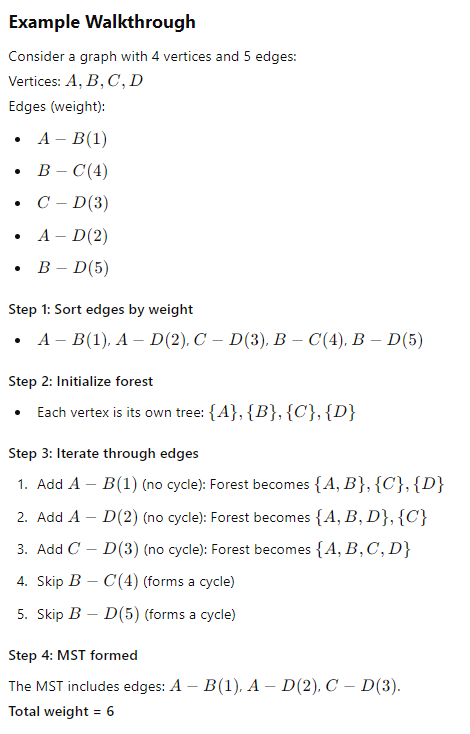 Example Walkthrough
Consider a graph with 4 vertices and 5 edges:
Vertices: A, B, C, D
Edges (weight):
• A − B(1)
• B − C(4)
• C − D(3)
• A − D(2)
• B − D(5)
Step 1: Sort edges by weight
• A − B(1), A − D(2), C − D(3), B − C(4), B − D(5)
Step 2: Initialize forest
• Each vertex is its own tree: {A}, {B}, {C}, {D}
Step 3: Iterate through edges
1. Add A − B(1) (no cycle): Forest becomes {A, B}, {C}, {D}
2. Add A − D(2) (no cycle): Forest becomes {A, B, D}, {C}
3. Add C − D(3) (no cycle): Forest becomes {A, B, C, D}
4. Skip B − C(4) (forms a cycle)
5. Skip B − D(5) (forms a cycle)
Step 4: MST formed
The MST includes edges: A − B(1), A − D(2), C − D(3).
Total weight = 6